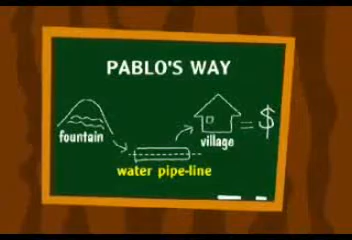 PABLO'S WAY
fountain
village
= $
water pipe-line